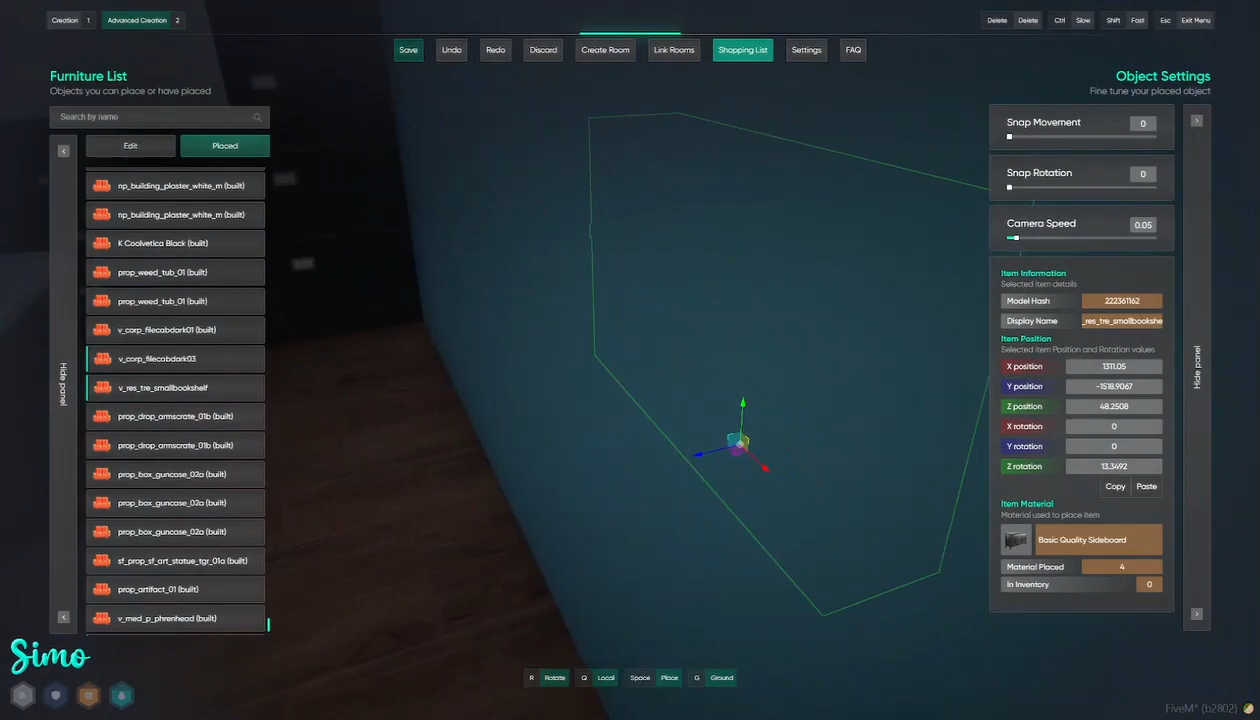 Creation 1 Advanced Creation 2
Delete Delete Ctrl Slow Shift Fast Esc Exit Menu
Save Undo Redo Discard Create Room Link Rooms Shopping List Settings FAQ
Furniture List
Objects you can place or have placed
Search by name
Edit Placed
Hide panel
np_building_plaster_white_m (built)
np_building_plaster_white_m (built)
K Coolvetica Black (built)
prop_weed_tub_01 (built)
prop_weed_tub_01 (built)
v_corp_filecabdark01 (built)
v_corp_filecabdark03
v_res_tre_smallbookshelf
prop_drop_armscrate_01b (built)
prop_drop_armscrate_01b (built)
prop_box_guncase_02a (built)
prop_box_guncase_02a (built)
prop_box_guncase_02a (built)
sf_prop_sf_art_statue_tgr_01a (built)
prop_artifact_01 (built)
v_med_p_phrenhead (built)
Object Settings
Fine tune your placed object
Snap Movement 0
Snap Rotation 0
Camera Speed 0.05
Item Information
Selected item details
Model Hash 222361162
Display Name _res_tre_smallbookshe
Item Position
Selected Item Position and Rotation values
X position 1311.05
Y position -1518.9067
Z position 48.2508
X rotation 0
Y rotation 0
Z rotation 13.3492
Copy Paste
Item Material
Material used to place item
Basic Quality Sideboard
Material Placed 4
In Inventory 0
Hide panel
Simo
R Rotate Q Local Space Place G Ground
FiveM* (b2802)